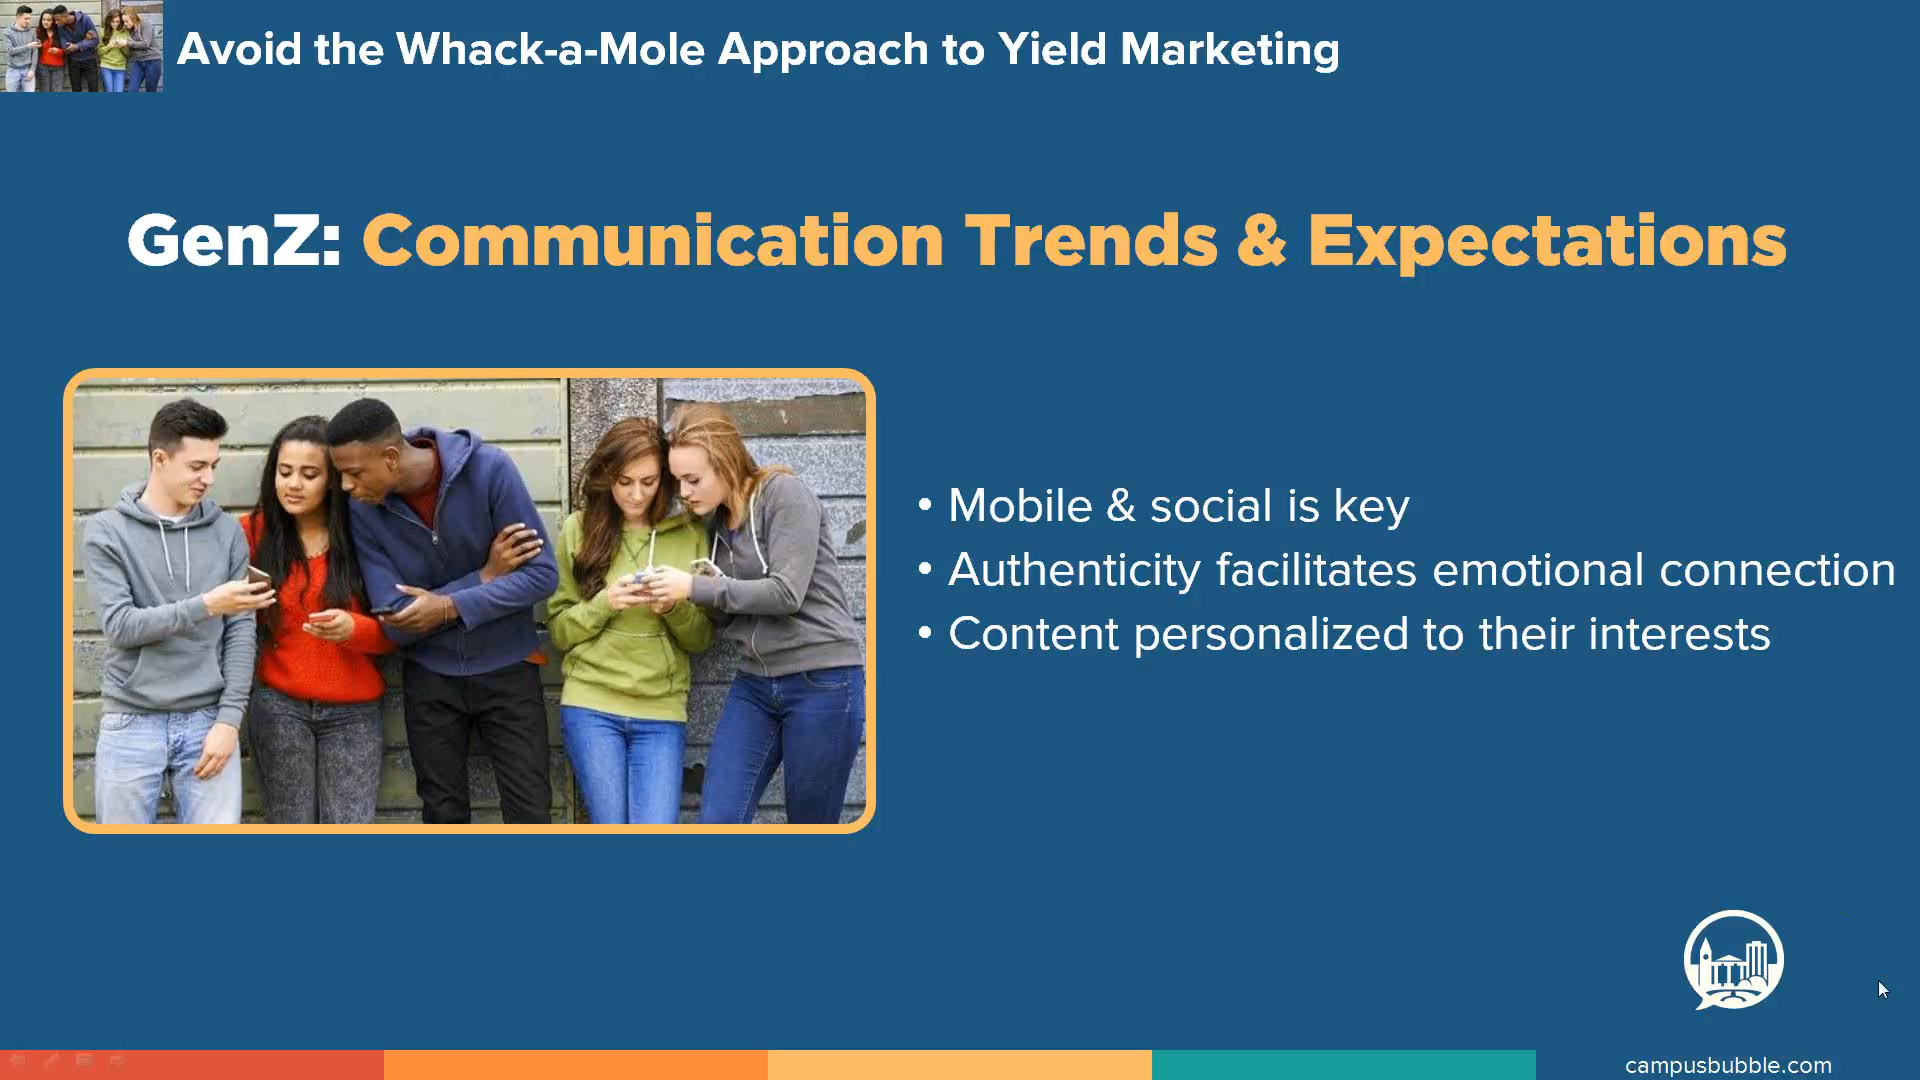 Avoid the Whack-a-Mole Approach to Yield Marketing
GenZ: Communication Trends & Expectations
• Mobile & social is key
• Authenticity facilitates emotional connection
• Content personalized to their interests
campusbubble.com